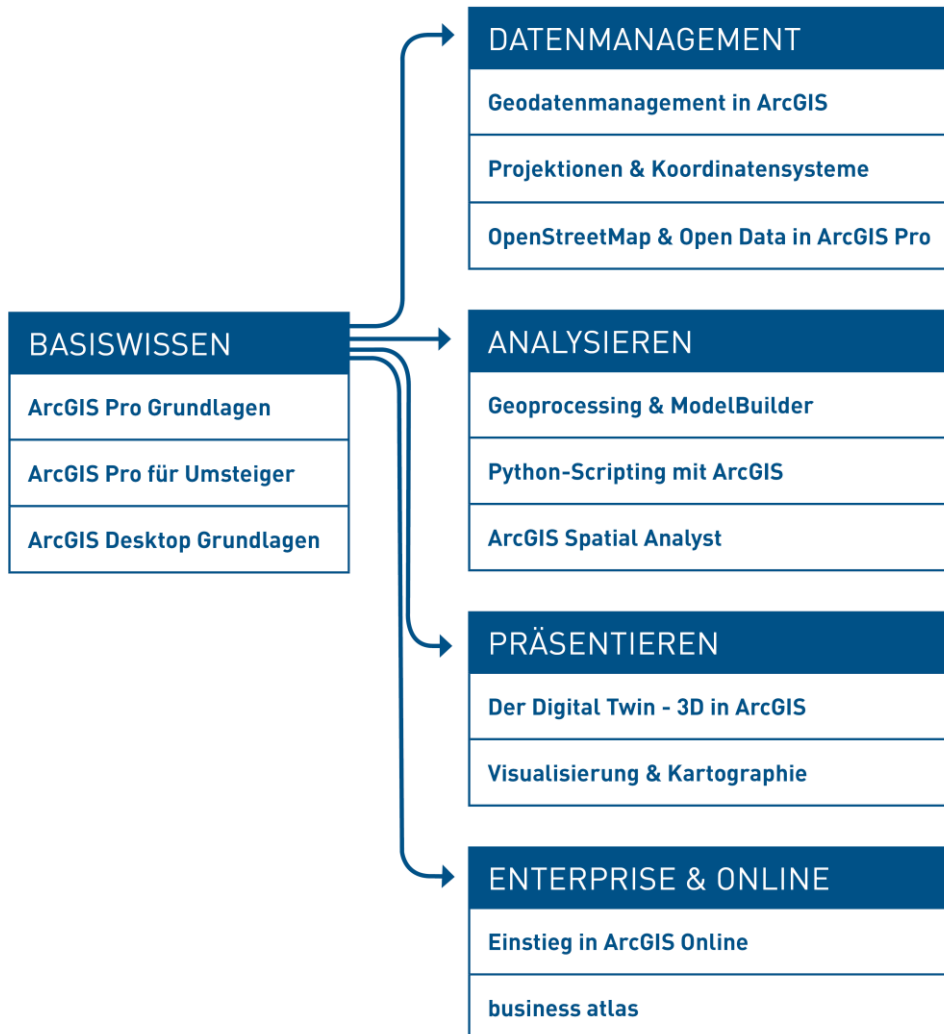 BASISWISSEN
ArcGIS Pro Grundlagen
ArcGIS Pro für Umsteiger
ArcGIS Desktop Grundlagen
DATENMANAGEMENT
Geodatenmanagement in ArcGIS
Projektionen & Koordinatensysteme
OpenStreetMap & Open Data in ArcGIS Pro
ANALYSIEREN
Geoprocessing & ModelBuilder
Python-Scripting mit ArcGIS
ArcGIS Spatial Analyst
PRÄSENTIEREN
Der Digital Twin - 3D in ArcGIS
Visualisierung & Kartographie
ENTERPRISE & ONLINE
Einstieg in ArcGIS Online
business atlas